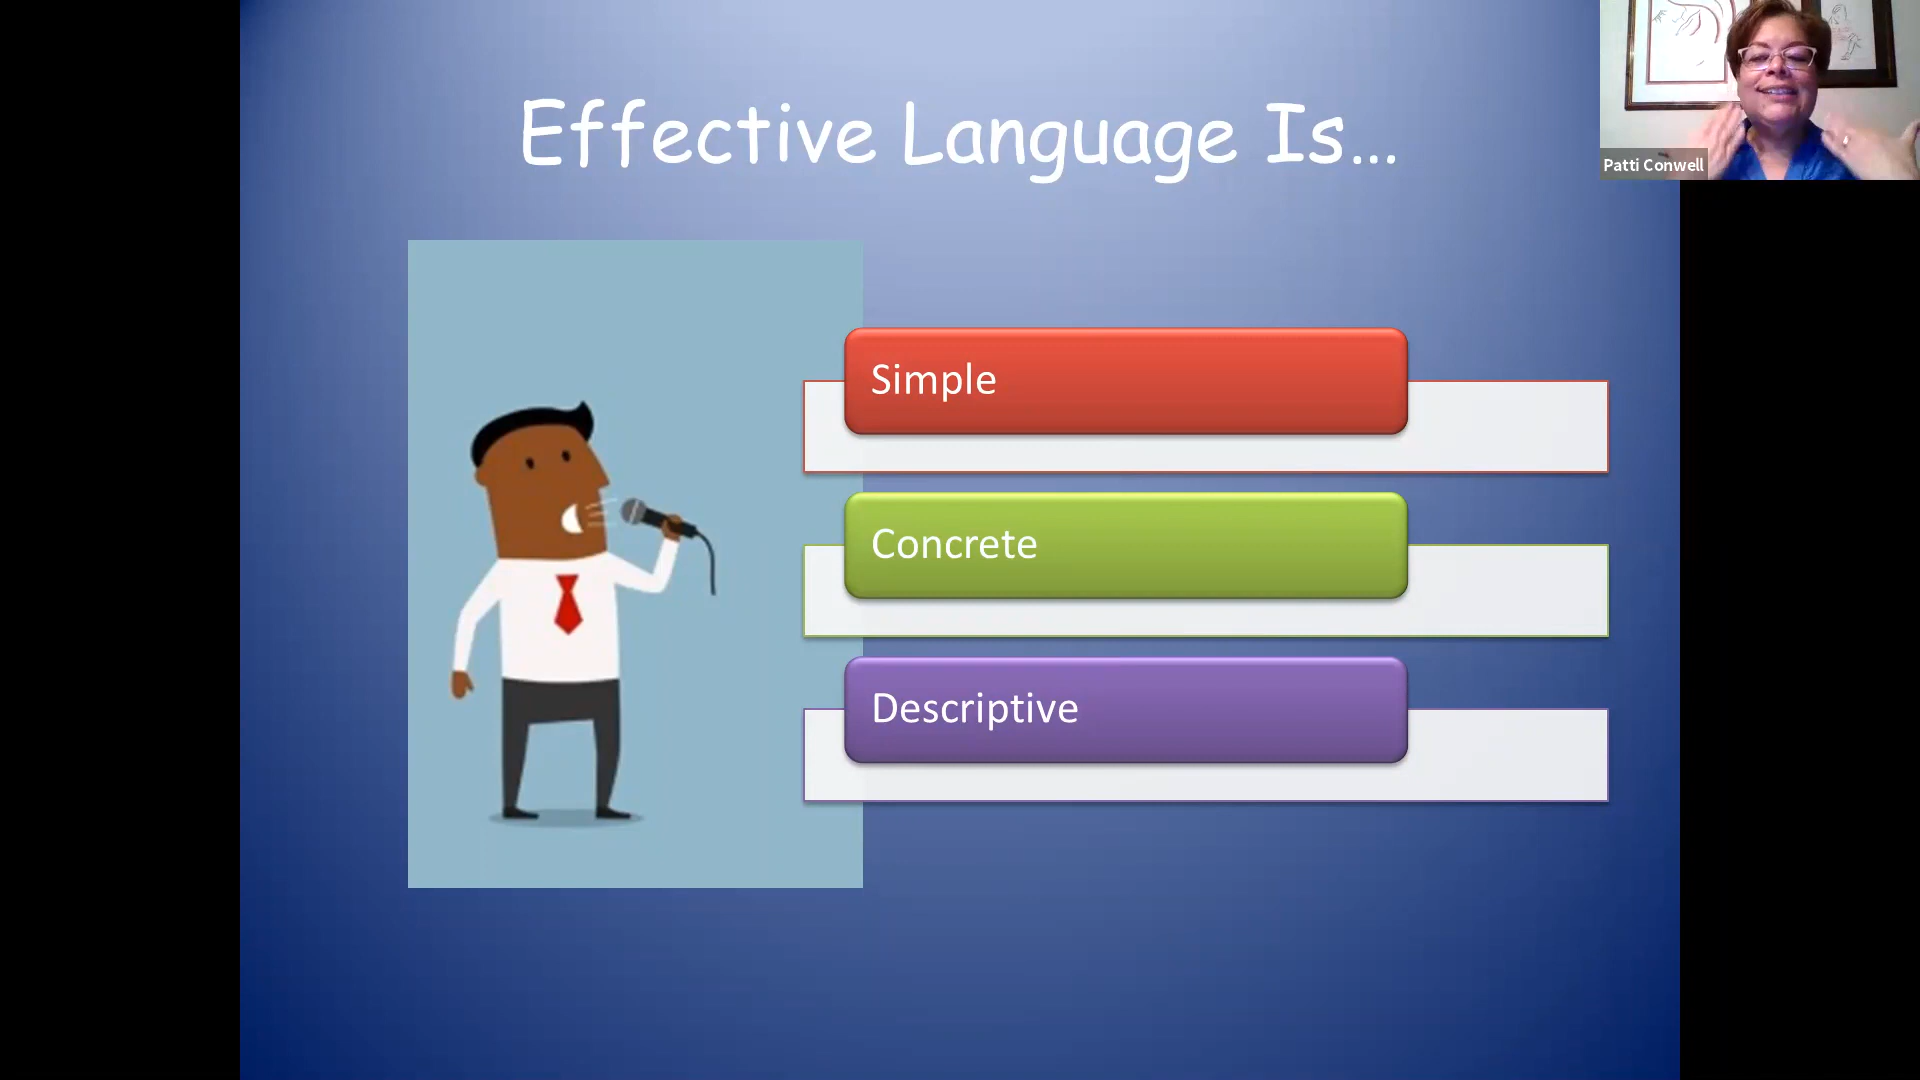 Effective Language Is...
Patti Conwell
Simple
Concrete
Descriptive